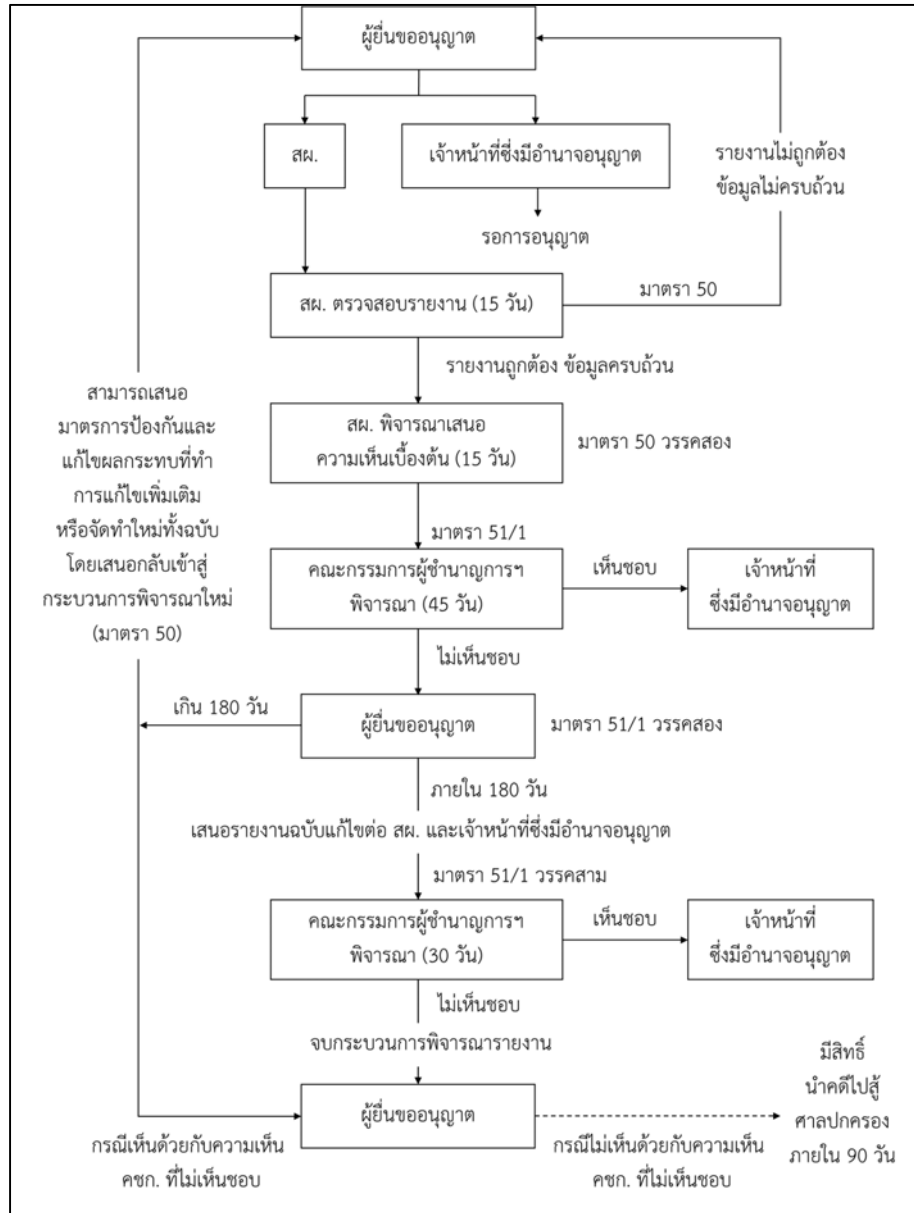 ผู้ยื่นขออนุญาต
สผ.
เจ้าหน้าที่ซึ่งมีอำนาจอนุญาต
รายงานไม่ถูกต้อง
ข้อมูลไม่ครบถ้วน
รอการอนุญาต
สผ. ตรวจสอบรายงาน (15 วัน)
มาตรา 50
รายงานถูกต้อง ข้อมูลครบถ้วน
สามารถเสนอ
มาตรการป้องกันและ
แก้ไขผลกระทบที่ทำ
การแก้ไขเพิ่มเติม
หรือจัดทำใหม่ทั้งฉบับ
โดยเสนอกลับเข้าสู่
กระบวนการพิจารณาใหม่
(มาตรา 50)
สผ. พิจารณาเสนอ
ความเห็นเบื้องต้น (15 วัน)
มาตรา 50 วรรคสอง
มาตรา 51/1
คณะกรรมการผู้ชำนาญการฯ
พิจารณา (45 วัน)
เห็นชอบ
เจ้าหน้าที่
ซึ่งมีอำนาจอนุญาต
ไม่เห็นชอบ
เกิน 180 วัน
ผู้ยื่นขออนุญาต
มาตรา 51/1 วรรคสอง
ภายใน 180 วัน
เสนอรายงานฉบับแก้ไขต่อ สผ. และเจ้าหน้าที่ซึ่งมีอำนาจอนุญาต
มาตรา 51/1 วรรคสาม
คณะกรรมการผู้ชำนาญการฯ
พิจารณา (30 วัน)
เห็นชอบ
เจ้าหน้าที่
ซึ่งมีอำนาจอนุญาต
ไม่เห็นชอบ
จบกระบวนการพิจารณารายงาน
ผู้ยื่นขออนุญาต
มีสิทธิ์
นำคดีไปสู้
ศาลปกครอง
ภายใน 90 วัน
กรณีเห็นด้วยกับความเห็น
คชก. ที่ไม่เห็นชอบ
กรณีไม่เห็นด้วยกับความเห็น
คชก. ที่ไม่เห็นชอบ